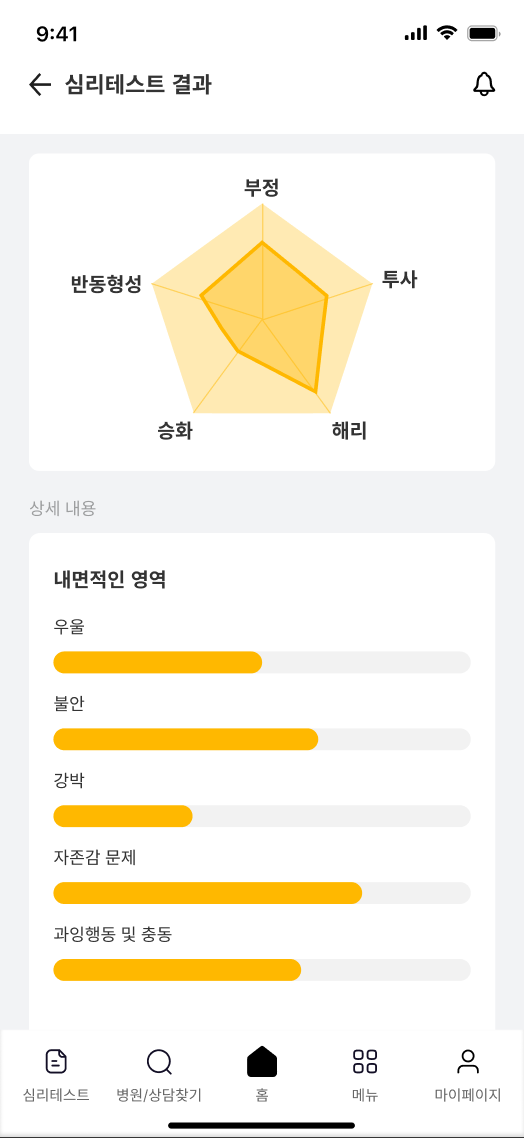 9:41
심리테스트 결과
부정
반동형성
투사
승화
해리
상세 내용
내면적인 영역
우울
불안
강박
자존감 문제
과잉행동 및 충동
심리테스트
병원/상담찾기
홈
메뉴
마이페이지